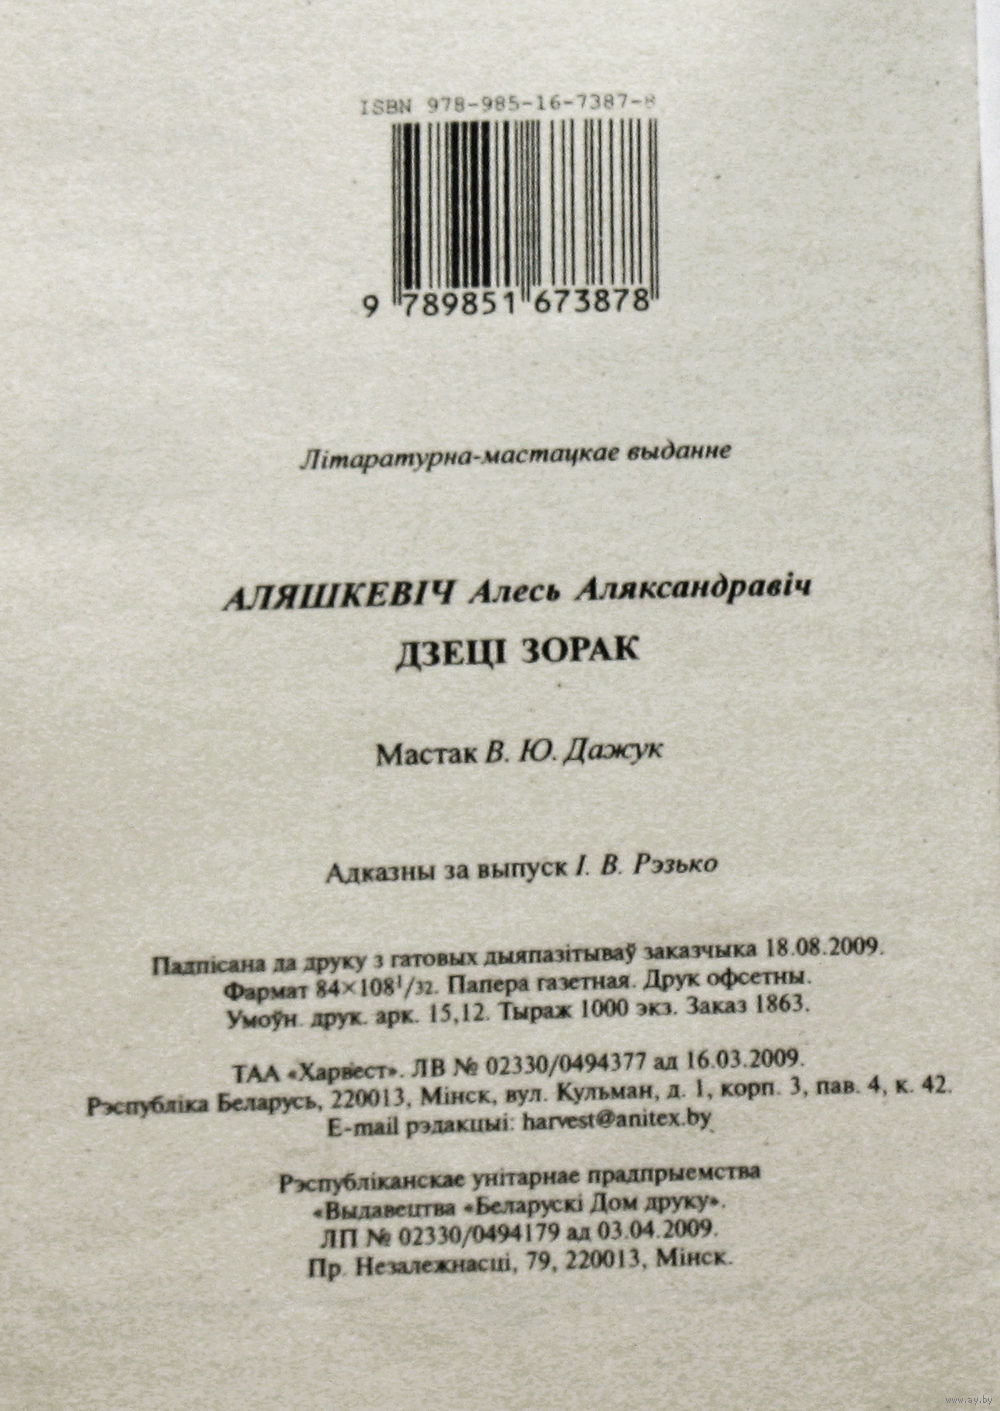 ISBN 978-985-16-7387-8
9 789851 673878
Літаратурна-мастацкае выданне
АЛЯШКЕВІЧ Алесь Аляксандравіч
ДЗЕЦІ ЗОРАК
Мастак В. Ю. Дажук
Адказны за выпуск І. В. Рэзько
Падпісана да друку з гатовых дыяпазітываў заказчыка 18.08.2009.
Фармат 84×108¹/32. Папера газетная. Друк офсетны.
Умоўн. друк. арк. 15,12. Тыраж 1000 экз. Заказ 1863.
ТАА «Харвест». ЛВ № 02330/0494377 ад 16.03.2009.
Рэспубліка Беларусь, 220013, Мінск, вул. Кульман, д. 1, корп. 3, пав. 4, к. 42.
E-mail рэдакцыі: harvest@anitex.by
Рэспубліканскае унітарнае прадпрыемства
«Выдавецтва «Беларускі Дом друку».
ЛП № 02330/0494179 ад 03.04.2009.
Пр. Незалежнасці, 79, 220013, Мінск.
www.ay.by